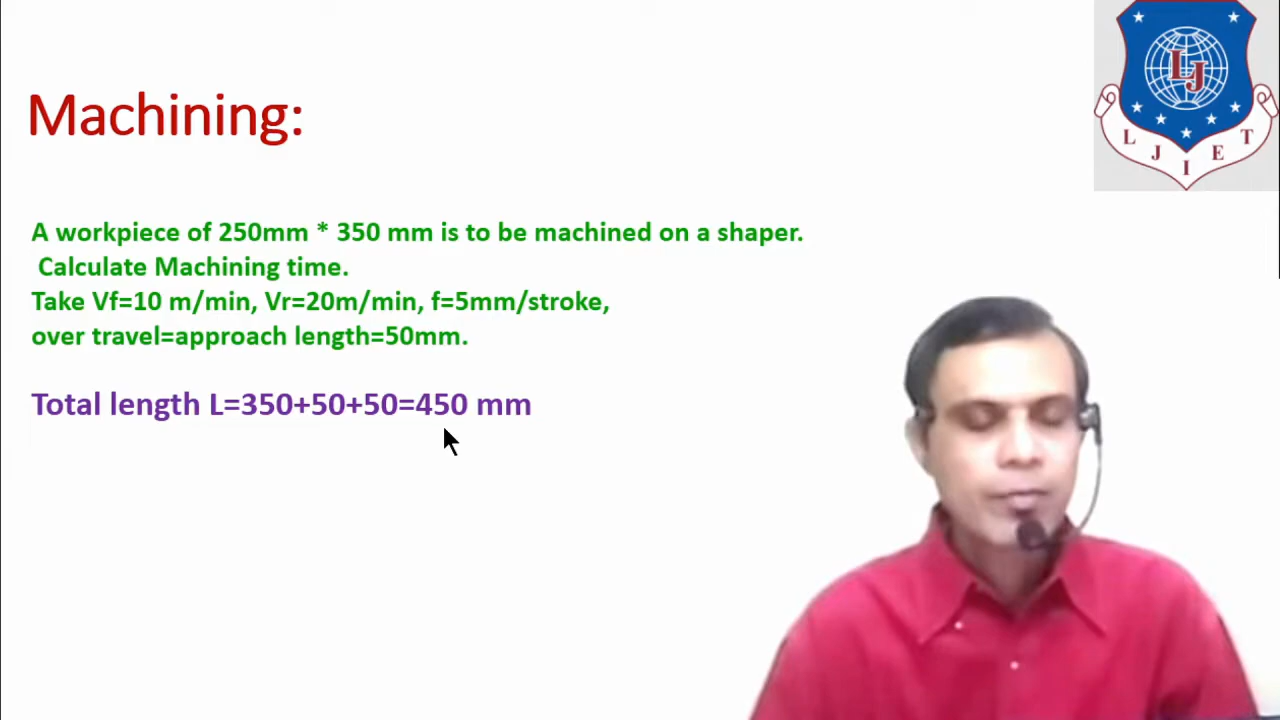 Machining:
A workpiece of 250mm * 350 mm is to be machined on a shaper.
Calculate Machining time.
Take Vf=10 m/min, Vr=20m/min, f=5mm/stroke,
over travel=approach length=50mm.
Total length L=350+50+50=450 mm
LJ
L J I E T